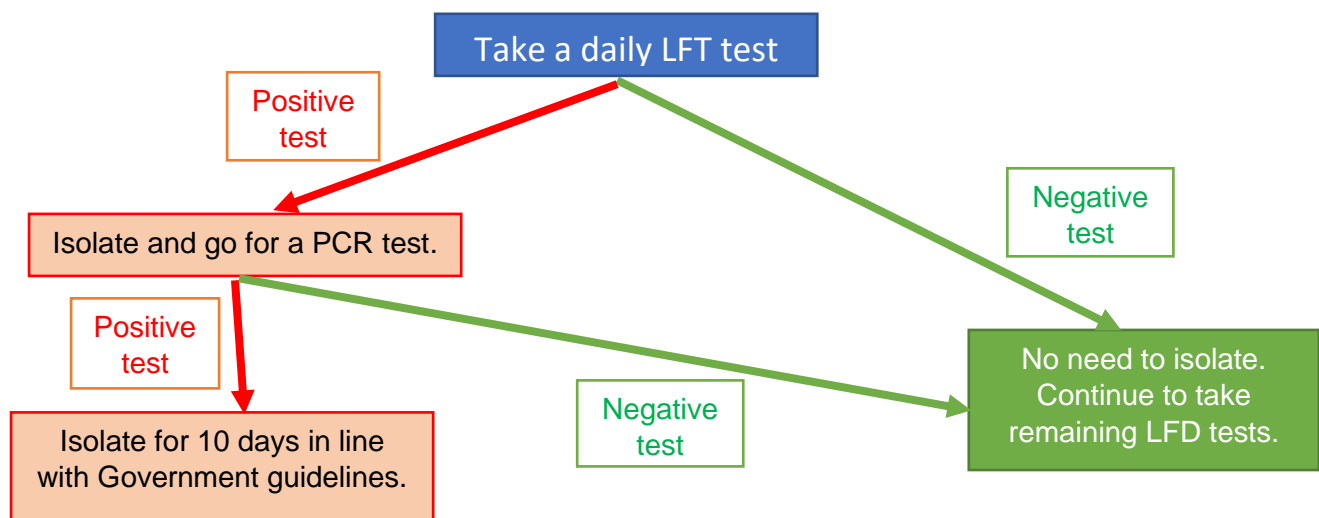 Take a daily LFT test
Positive
test
Negative
test
Isolate and go for a PCR test.
Positive
test
No need to isolate.
Continue to take
remaining LFD tests.
Negative
test
Isolate for 10 days in line
with Government guidelines.